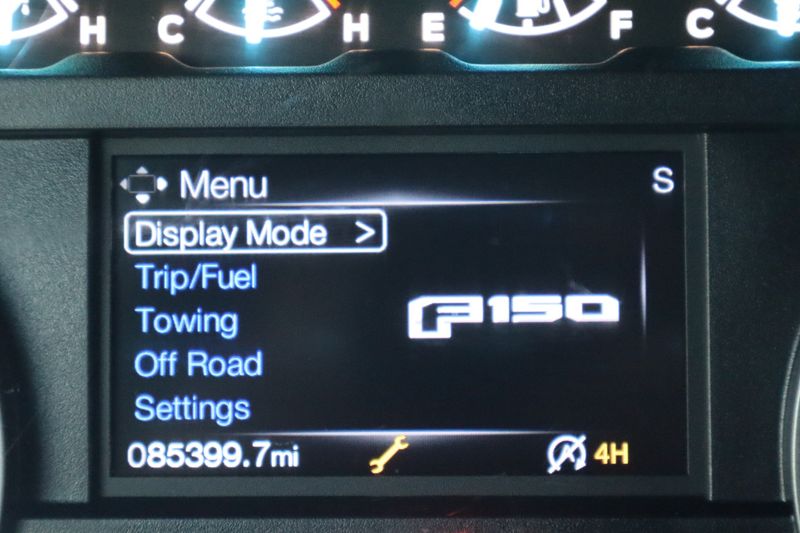 H C H E F C
Menu S
Display Mode >
Trip/Fuel
Towing
F150
Off Road
Settings
085399.7mi A 4H